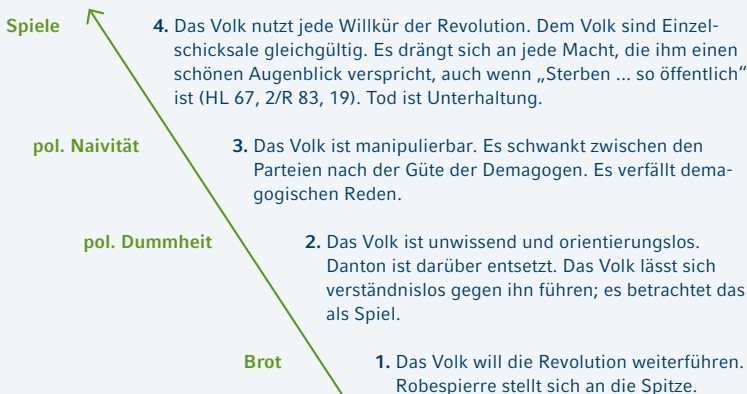 Spiele 4. Das Volk nutzt jede Willkür der Revolution. Dem Volk sind Einzel-
schicksale gleichgültig. Es drängt sich an jede Macht, die ihm einen
schönen Augenblick verspricht, auch wenn „Sterben ... so öffentlich“
ist (HL 67, 2/R 83, 19). Tod ist Unterhaltung.
pol. Naivität 3. Das Volk ist manipulierbar. Es schwankt zwischen den
Parteien nach der Güte der Demagogen. Es verfällt dema-
gogischen Reden.
pol. Dummheit 2. Das Volk ist unwissend und orientierungslos.
Danton ist darüber entsetzt. Das Volk lässt sich
verständnislos gegen ihn führen; es betrachtet das
als Spiel.
Brot 1. Das Volk will die Revolution weiterführen.
Robespierre stellt sich an die Spitze.